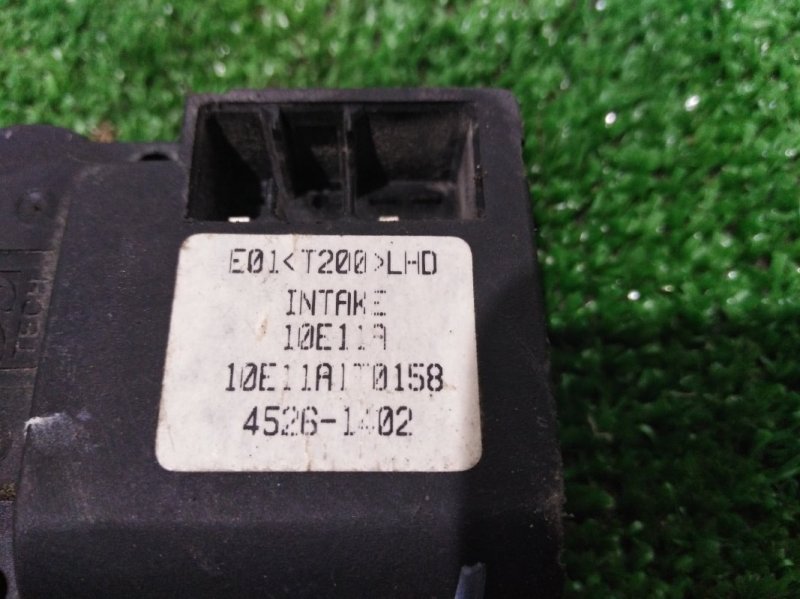 E01<T200>LHD
INTAKE
10E11A
10E11A1T0158
4526-1402